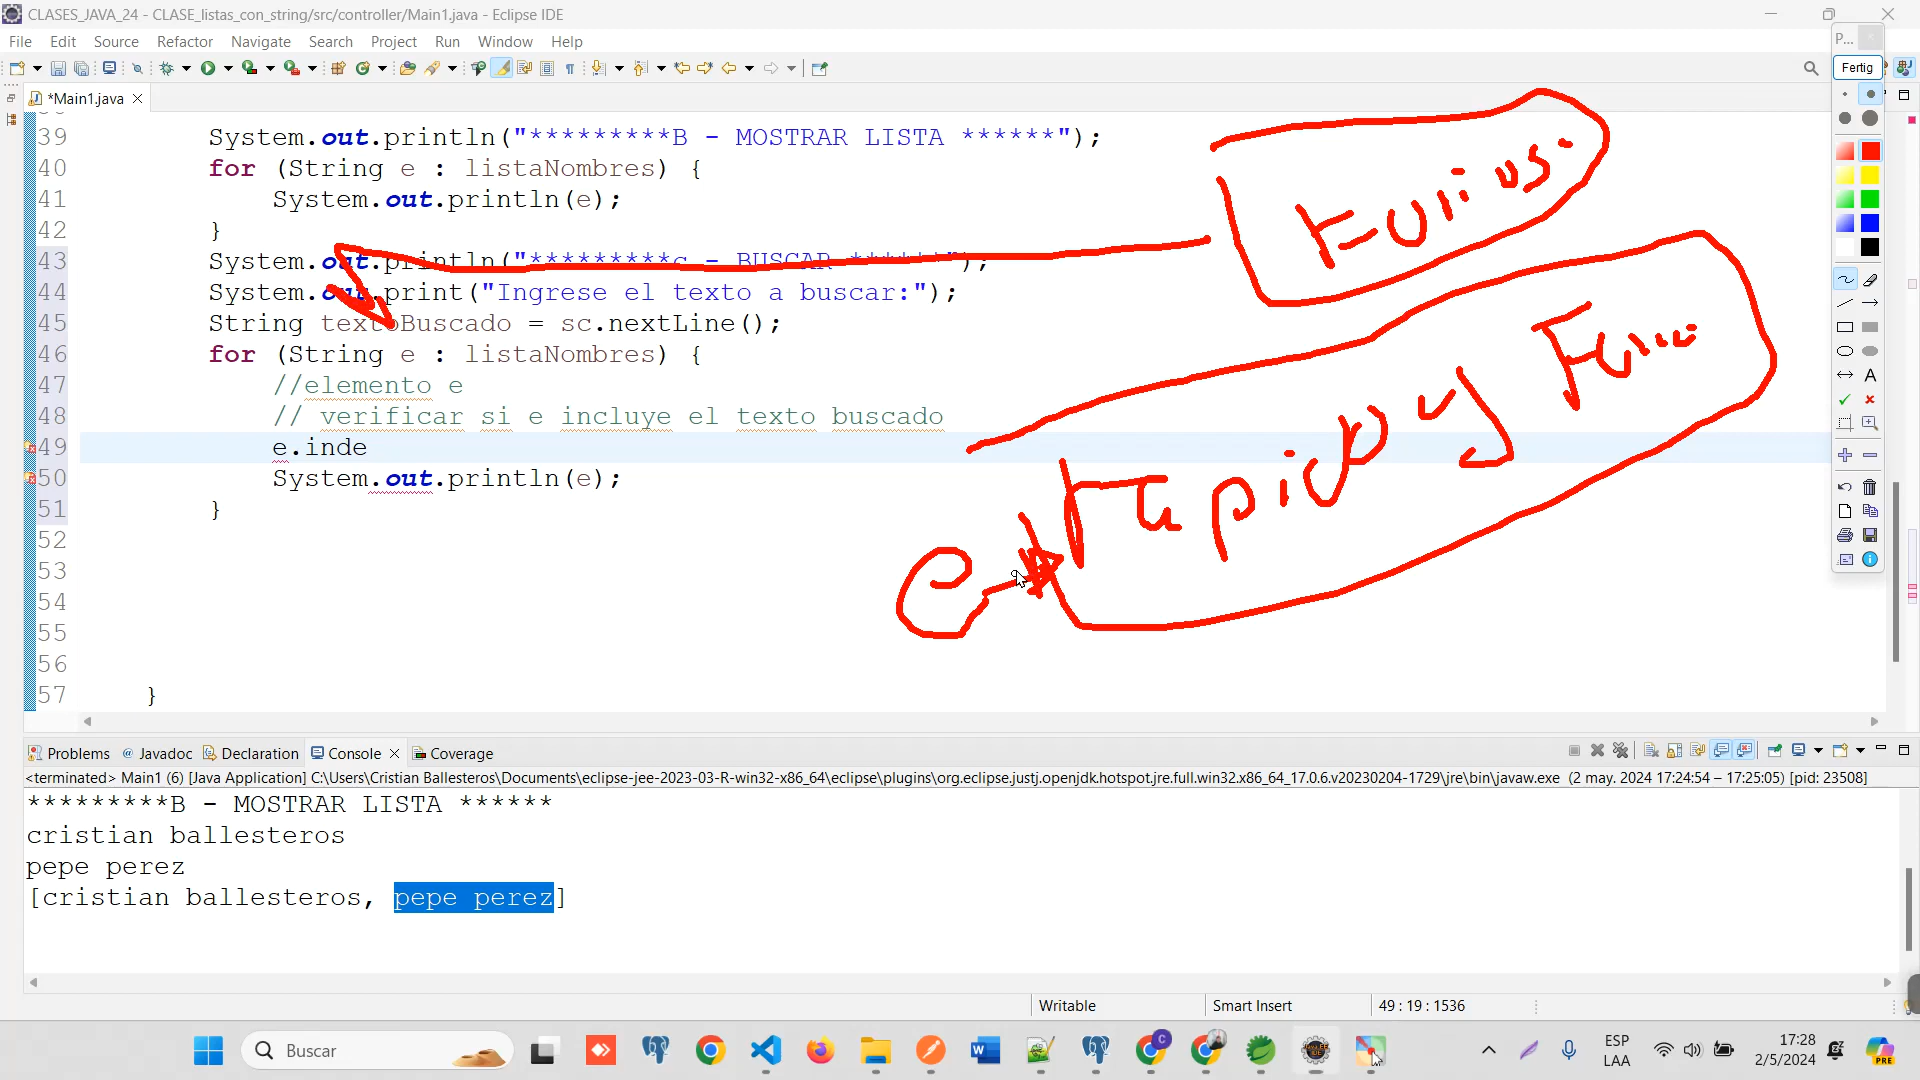 CLASES_JAVA_24 - CLASE_listas_con_string/src/controller/Main1.java - Eclipse IDE
File Edit Source Refactor Navigate Search Project Run Window Help
P...
Fertig
*Main1.java
39 System.out.println("*********B - MOSTRAR LISTA ******");
40 for (String e : listaNombres) {
41 System.out.println(e);
42 }
43 System.out.println("*********c - BUSCAR ******");
44 System.out.print("Ingrese el texto a buscar:");
45 String textoBuscado = sc.nextLine();
46 for (String e : listaNombres) {
47 //elemento e
48 // verificar si e incluye el texto buscado
49 e.inde
50 System.out.println(e);
51 }
52
53
54
55
56
57 }
e
Problems @ Javadoc Declaration Console Coverage
<terminated> Main1 (6) [Java Application] C:\Users\Cristian Ballesteros\Documents\eclipse-jee-2023-03-R-win32-x86_64\eclipse\plugins\org.eclipse.justj.openjdk.hotspot.jre.full.win32.x86_64_17.0.6.v20230204-1729\jre\bin\javaw.exe (2 may. 2024 17:24:54 – 17:25:05) [pid: 23508]
*********B - MOSTRAR LISTA ******
cristian ballesteros
pepe perez
[cristian ballesteros, pepe perez]
Writable Smart Insert 49 : 19 : 1536
Buscar
ESP
LAA
17:28
2/5/2024
PRE